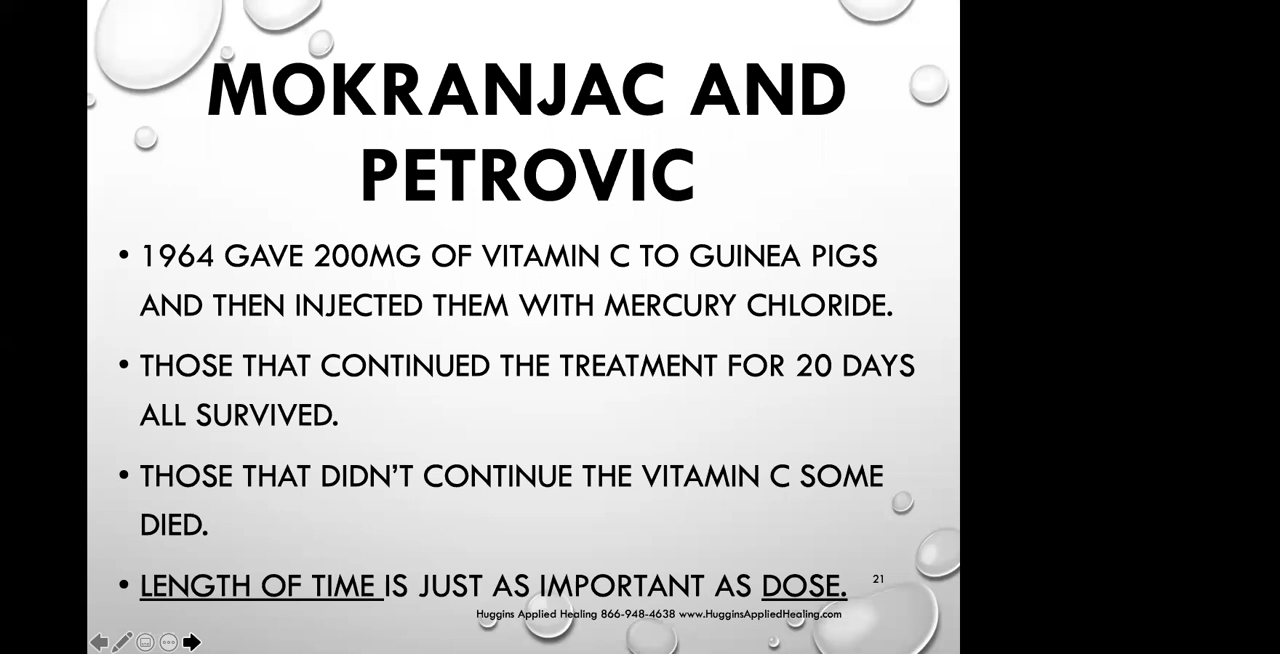 MOKRANJAC AND
PETROVIC
• 1964 GAVE 200MG OF VITAMIN C TO GUINEA PIGS
AND THEN INJECTED THEM WITH MERCURY CHLORIDE.
• THOSE THAT CONTINUED THE TREATMENT FOR 20 DAYS
ALL SURVIVED.
• THOSE THAT DIDN'T CONTINUE THE VITAMIN C SOME
DIED.
• LENGTH OF TIME IS JUST AS IMPORTANT AS DOSE.
21
Huggins Applied Healing 866-948-4638 www.HugginsAppliedHealing.com